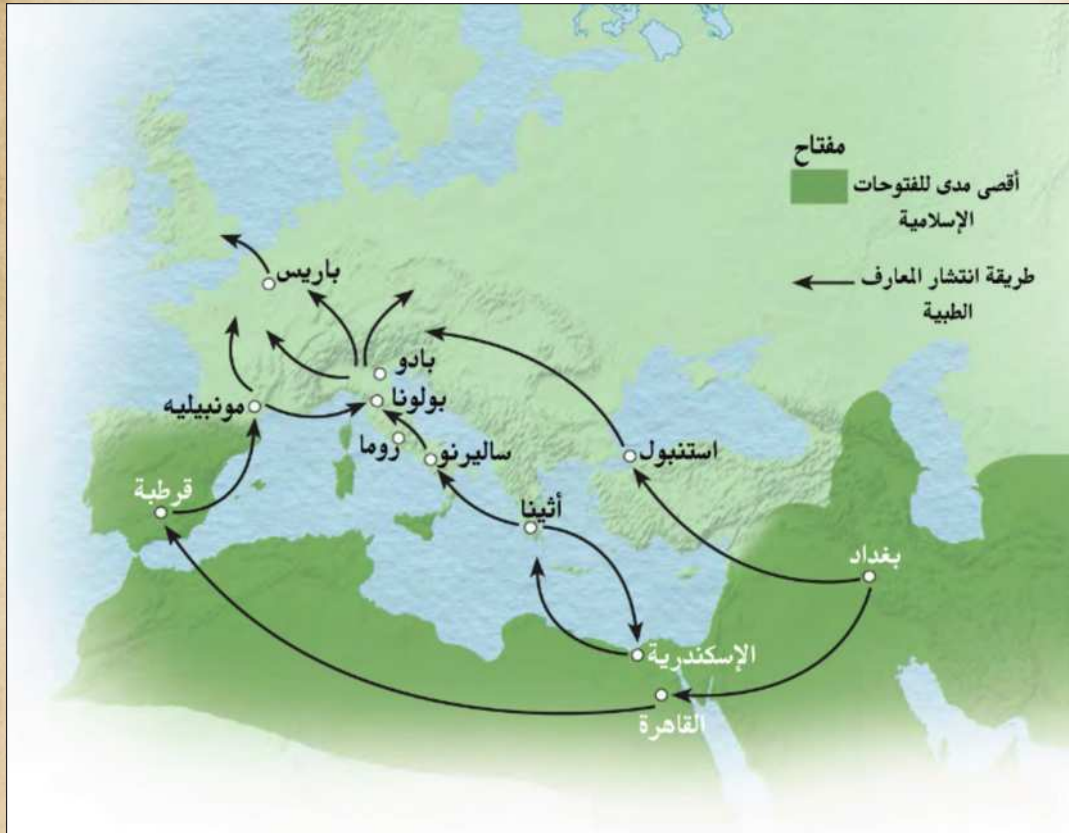 مفتاح
أقصى مدى للفتوحات
الإسلامية
طريقة انتشار المعارف
الطبية
باريس
بادو
بولونا
مونبيليه
روما
ساليرنو
استنبول
قرطبة
أثينا
بغداد
الإسكندرية
القاهرة